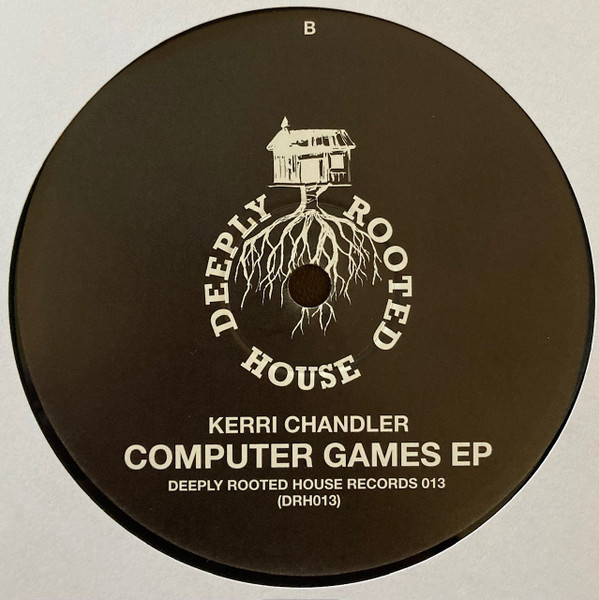 B
DEEPLY ROOTED
HOUSE
KERRI CHANDLER
COMPUTER GAMES EP
DEEPLY ROOTED HOUSE RECORDS 013
(DRH013)